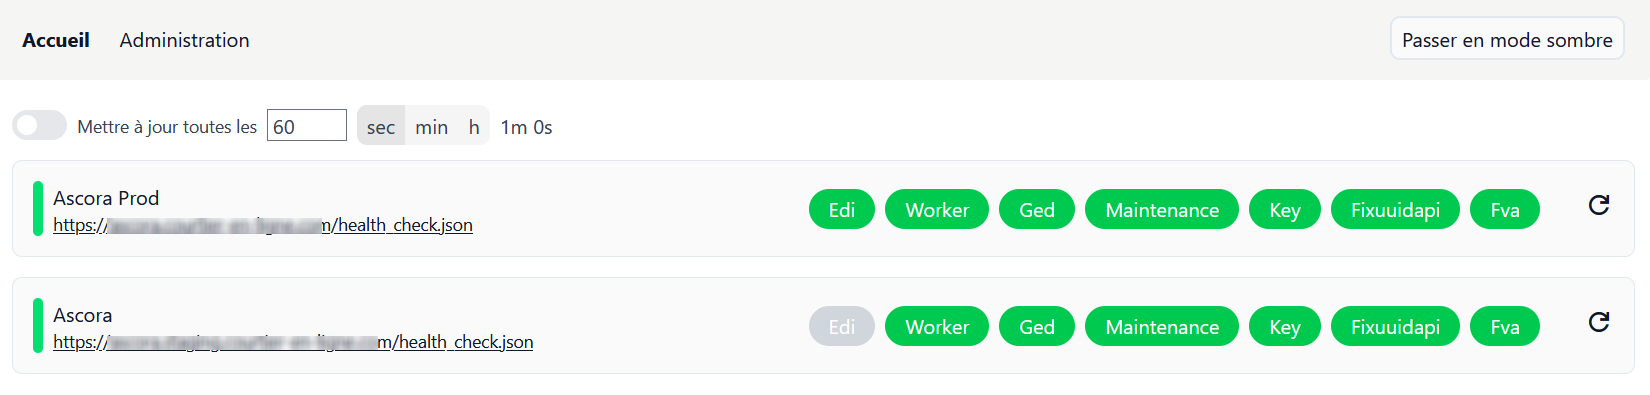 Accueil Administration Passer en mode sombre
Mettre à jour toutes les 60 sec min h 1m 0s
Ascora Prod
https:// m/health_check.json
Edi Worker Ged Maintenance Key Fixuuidapi Fva
Ascora
https:// m/health_check.json
Edi Worker Ged Maintenance Key Fixuuidapi Fva